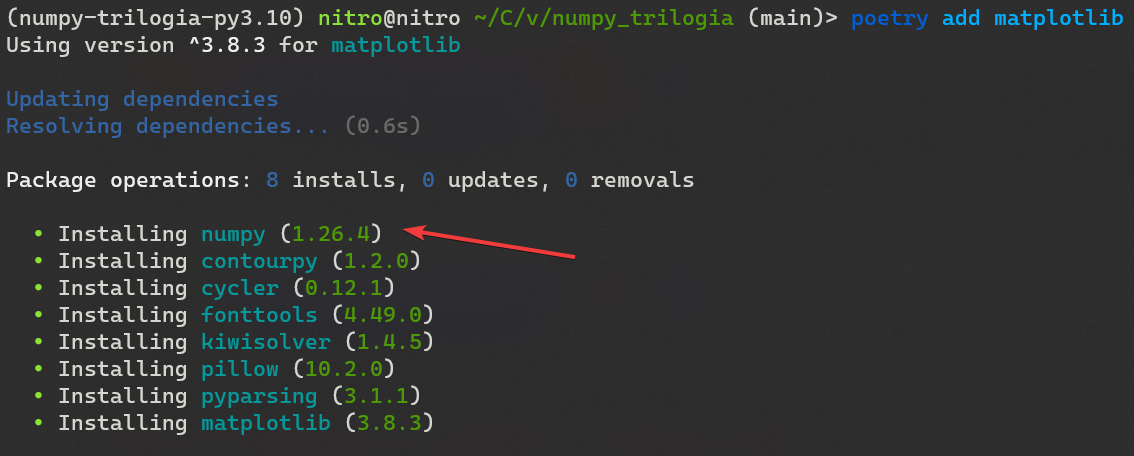 (numpy-trilogia-py3.10) nitro@nitro ~/C/v/numpy_trilogia (main)> poetry add matplotlib
Using version ^3.8.3 for matplotlib
Updating dependencies
Resolving dependencies... (0.6s)
Package operations: 8 installs, 0 updates, 0 removals
• Installing numpy (1.26.4)
• Installing contourpy (1.2.0)
• Installing cycler (0.12.1)
• Installing fonttools (4.49.0)
• Installing kiwisolver (1.4.5)
• Installing pillow (10.2.0)
• Installing pyparsing (3.1.1)
• Installing matplotlib (3.8.3)